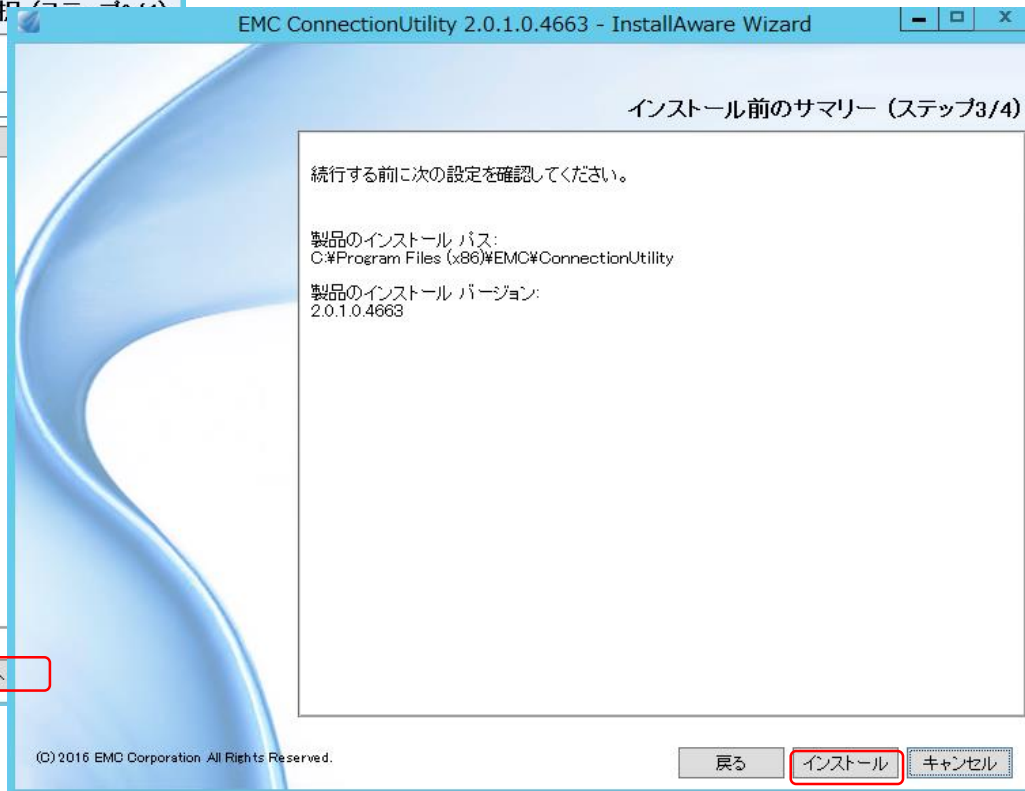 EMC ConnectionUtility 2.0.1.0.4663 - InstallAware Wizard
インストール前のサマリー (ステップ3/4)
続行する前に次の設定を確認してください。
製品のインストール パス:
C:¥Program Files (x86)¥EMC¥ConnectionUtility
製品のインストール バージョン:
2.0.1.0.4663
(C) 2016 EMC Corporation All Rights Reserved.
戻る
インストール
キャンセル